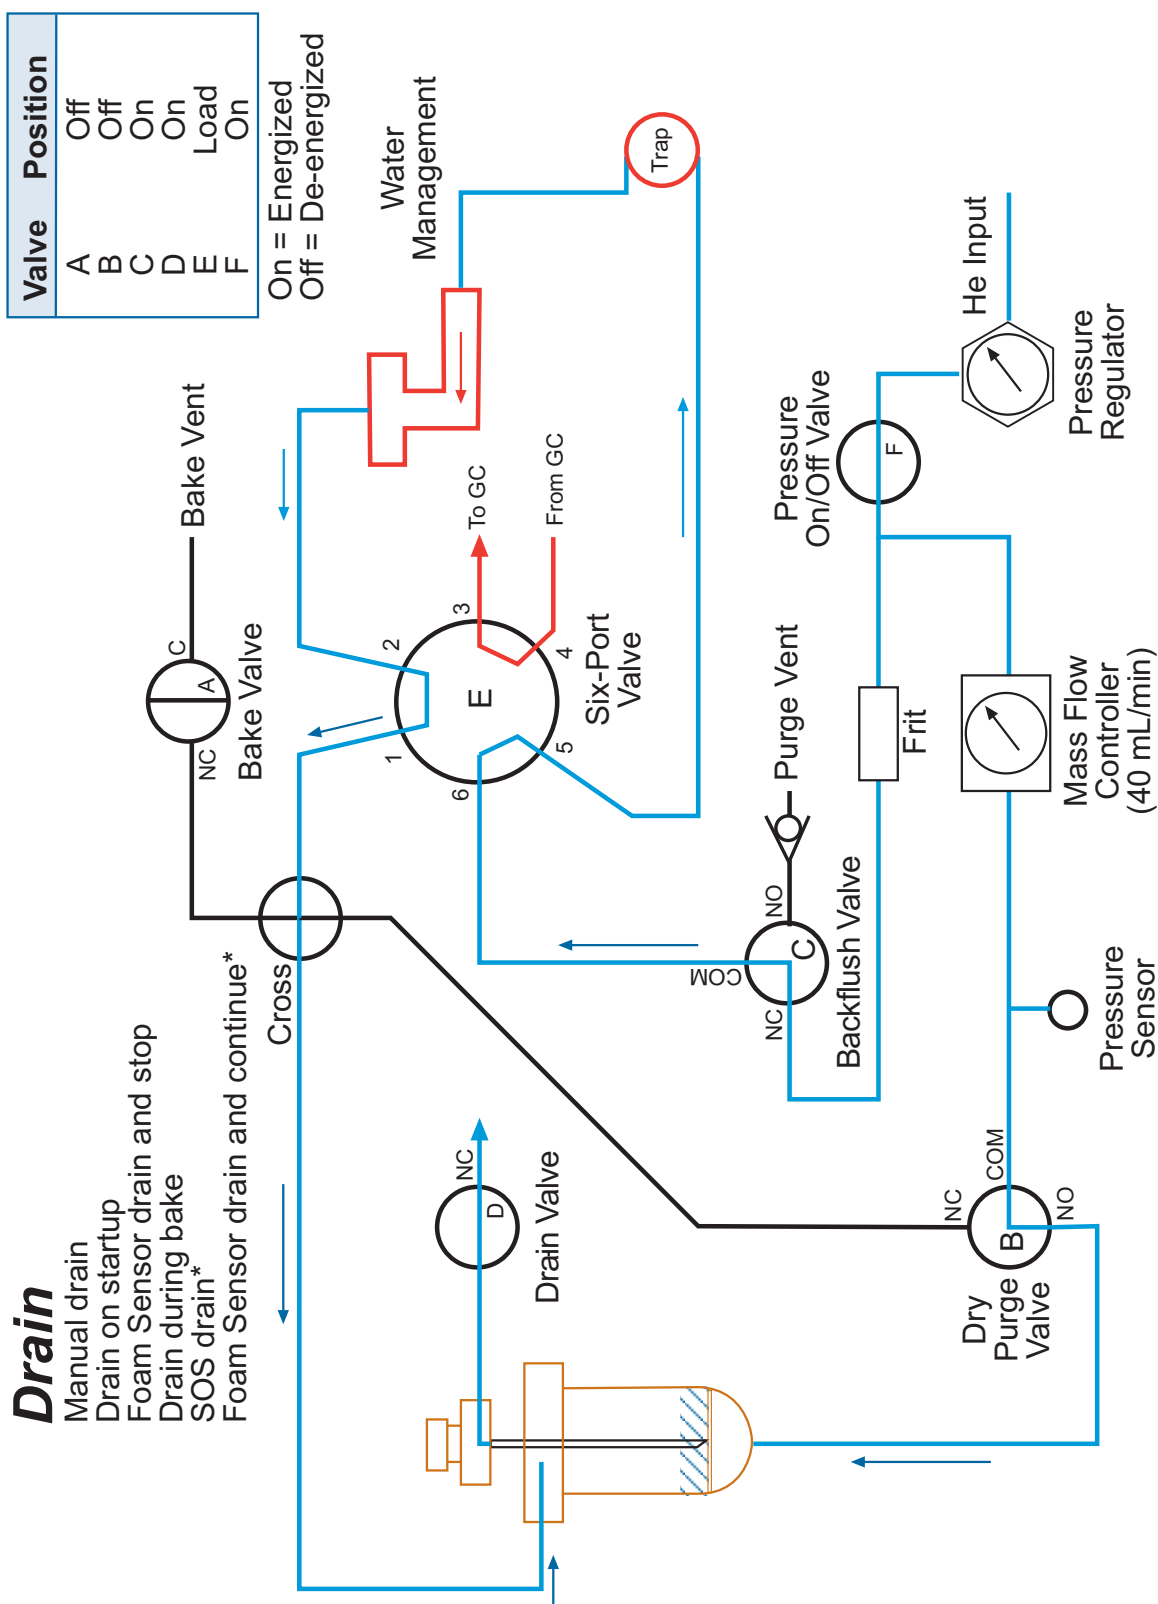 Drain
Manual drain
Drain on startup
Foam Sensor drain and stop
Drain during bake
SOS drain*
Foam Sensor drain and continue*
Valve Position
A Off
B Off
C On
D On
E Load
F On
On = Energized
Off = De-energized
Bake Vent
C
A
NC
Bake Valve
Cross
Water
Management
Trap
To GC
From GC
1
2
3
4
5
6
E
Six-Port
Valve
NC
D
Drain Valve
COM
NC
NO
C
Backflush Valve
Purge Vent
Pressure
On/Off Valve
F
He Input
Pressure
Regulator
Frit
Mass Flow
Controller
(40 mL/min)
Pressure
Sensor
NC
COM
NO
B
Dry
Purge
Valve